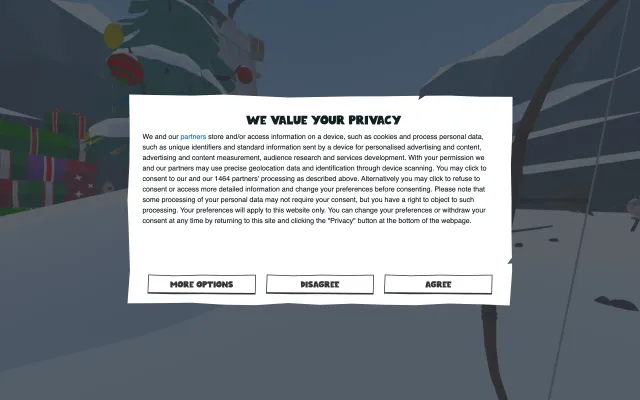 WE VALUE YOUR PRIVACY
We and our partners store and/or access information on a device, such as cookies and process personal data,
such as unique identifiers and standard information sent by a device for personalised advertising and content,
advertising and content measurement, audience research and services development. With your permission we
and our partners may use precise geolocation data and identification through device scanning. You may click to
consent to our and our 1464 partners' processing as described above. Alternatively you may click to refuse to
consent or access more detailed information and change your preferences before consenting. Please note that
some processing of your personal data may not require your consent, but you have a right to object to such
processing. Your preferences will apply to this website only. You can change your preferences or withdraw your
consent at any time by returning to this site and clicking the "Privacy" button at the bottom of the webpage.
MORE OPTIONS
DISAGREE
AGREE